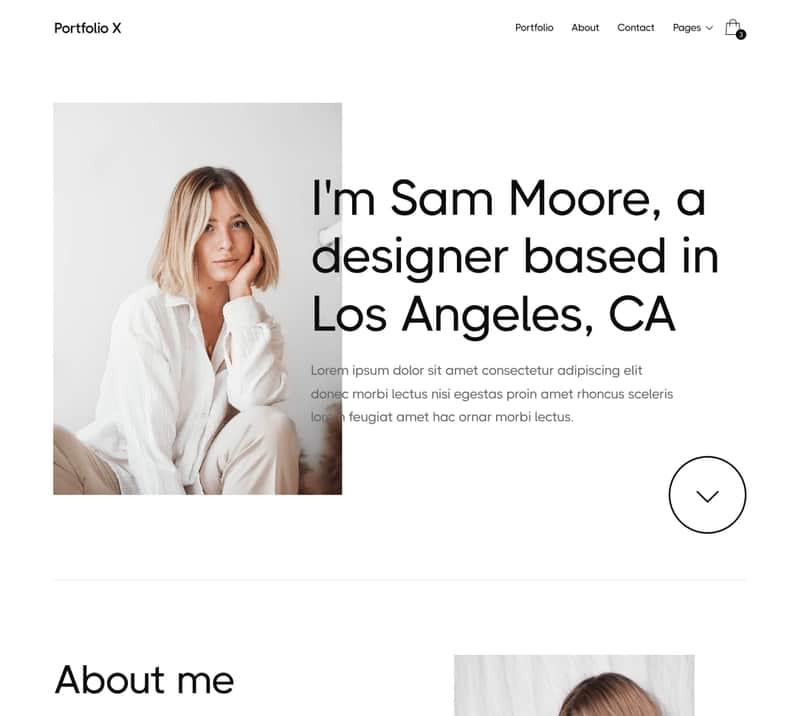 Portfolio X
Portfolio About Contact Pages
I'm Sam Moore, a
designer based in
Los Angeles, CA
Lorem ipsum dolor sit amet consectetur adipiscing elit
donec morbi lectus nisi egestas proin amet rhoncus sceleris
lorem feugiat amet hac ornar morbi lectus.
About me